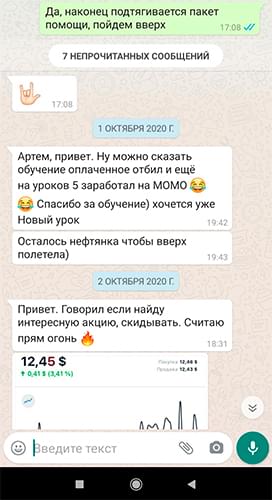 Да, наконец подтягивается пакет
помощи, пойдем вверх
17:08
7 НЕПРОЧИТАННЫХ СООБЩЕНИЙ
17:08
1 ОКТЯБРЯ 2020 Г.
Артем, привет. Ну можно сказать
обучение оплаченное отбил и ещё
на уроков 5 заработал на МОМО 😂
😂 Спасибо за обучение) хочется уже
Новый урок
19:42
Осталось нефтянка чтобы вверх
полетела)
19:43
2 ОКТЯБРЯ 2020 Г.
Привет. Говорил если найду
интересную акцию, скидывать. Считаю
прям огонь 🔥
18:31
12,45 $
Покупка 12,46 $
↑ 0,41 $ (3,41 %)
Продажа 12,43 $
Введите текст